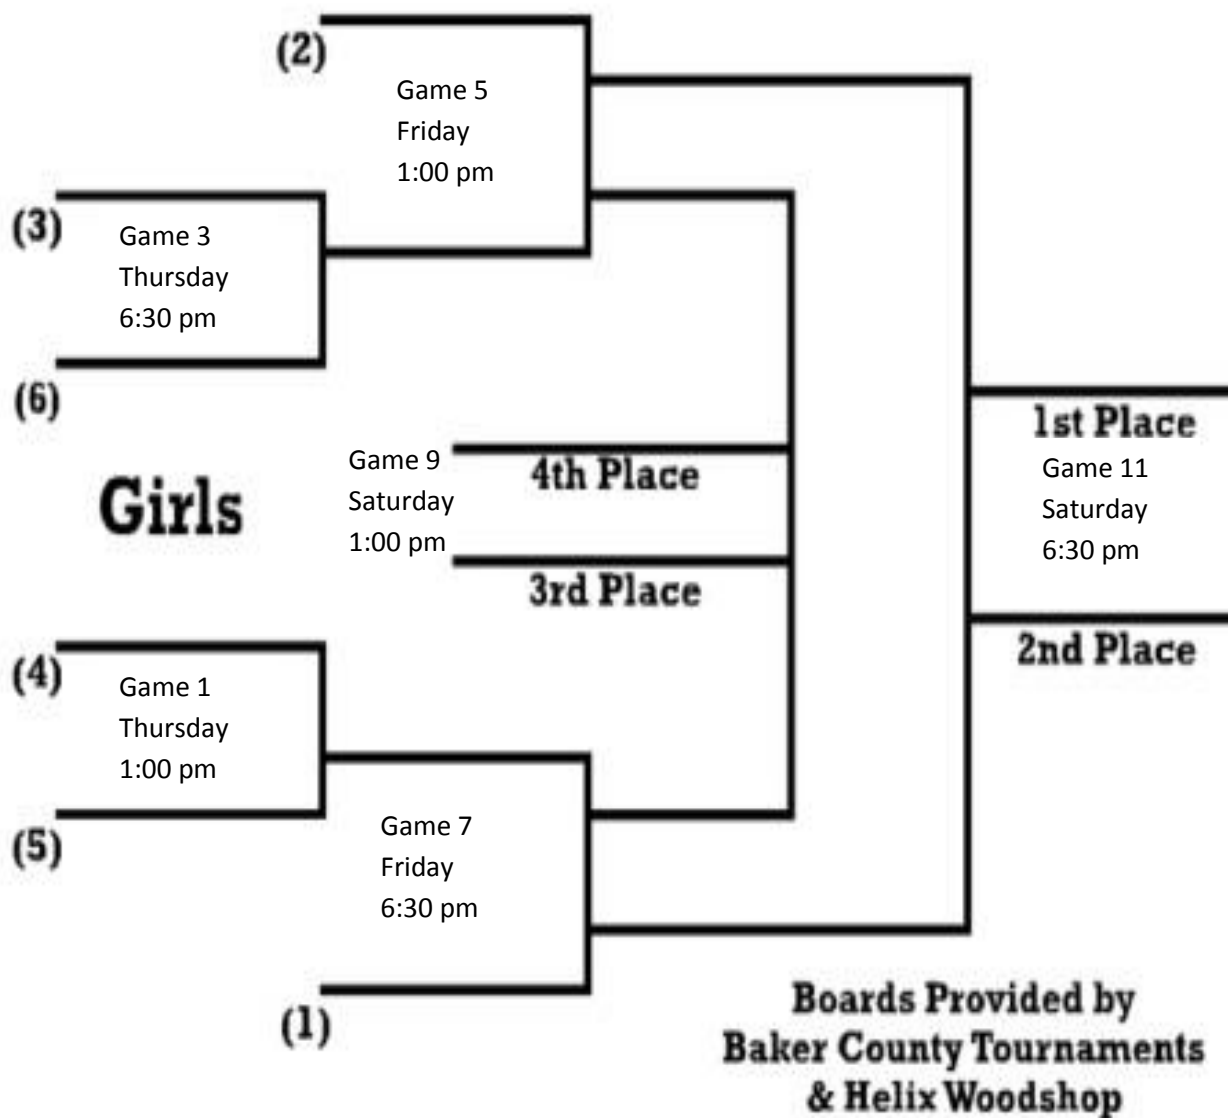 (2)
Game 5
Friday
1:00 pm
(3)
Game 3
Thursday
6:30 pm
(6)
Girls
Game 9
Saturday
1:00 pm
4th Place
3rd Place
1st Place
Game 11
Saturday
6:30 pm
2nd Place
(4)
Game 1
Thursday
1:00 pm
(5)
Game 7
Friday
6:30 pm
(1)
Boards Provided by
Baker County Tournaments
& Helix Woodshop